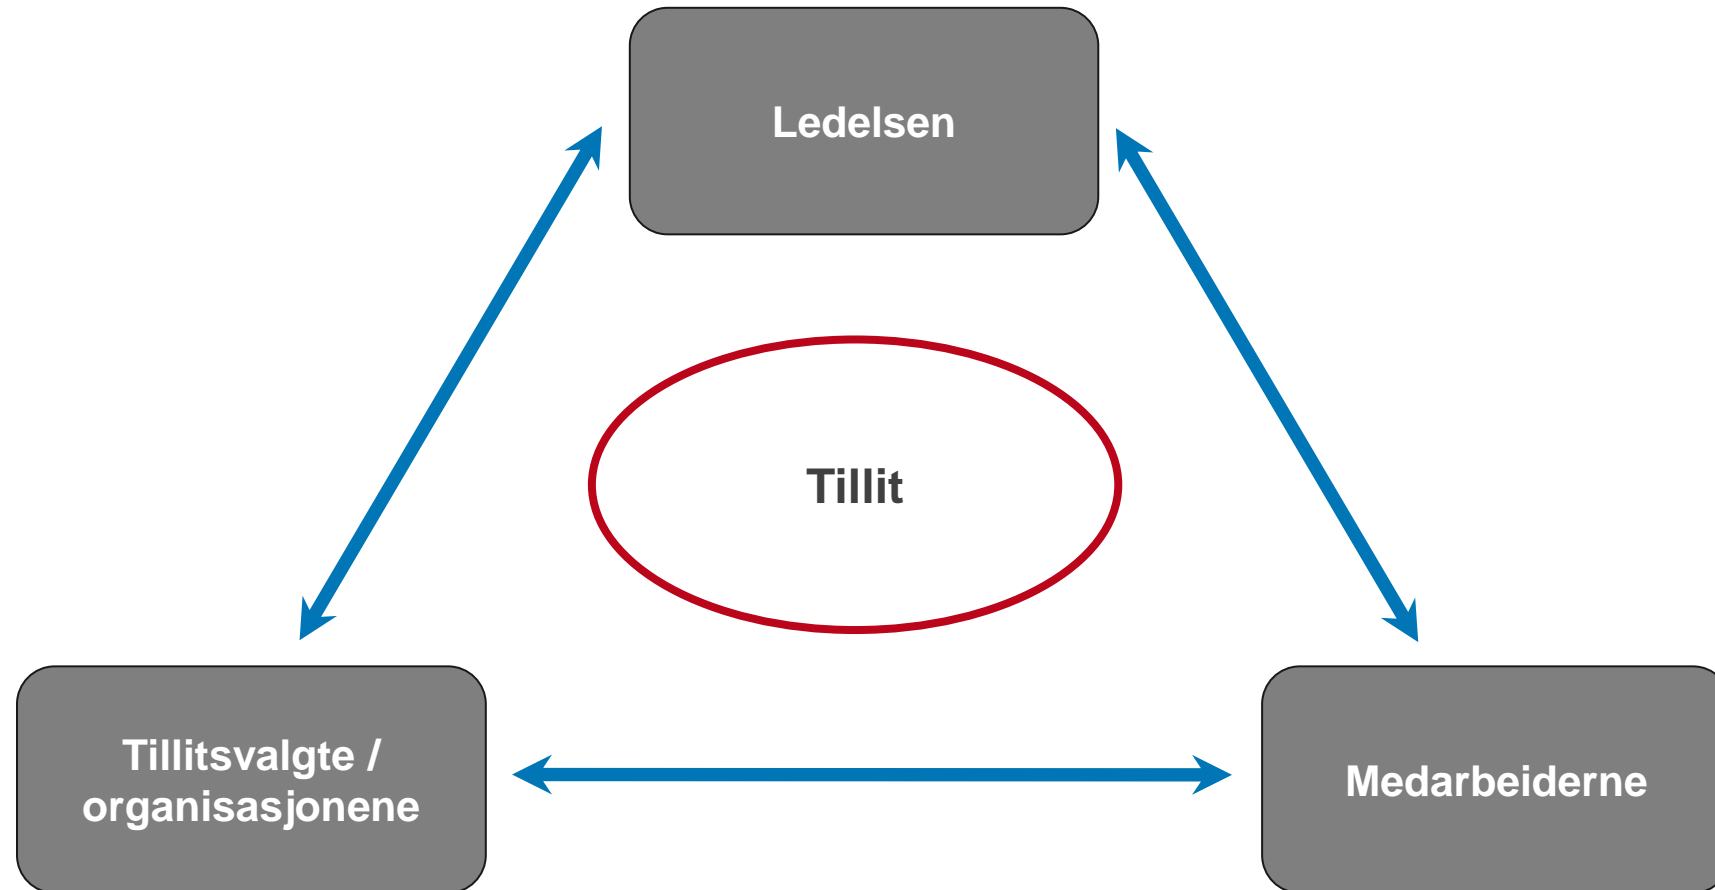 Ledelsen
Tillit
Tillitsvalgte /
organisasjonene
Medarbeiderne